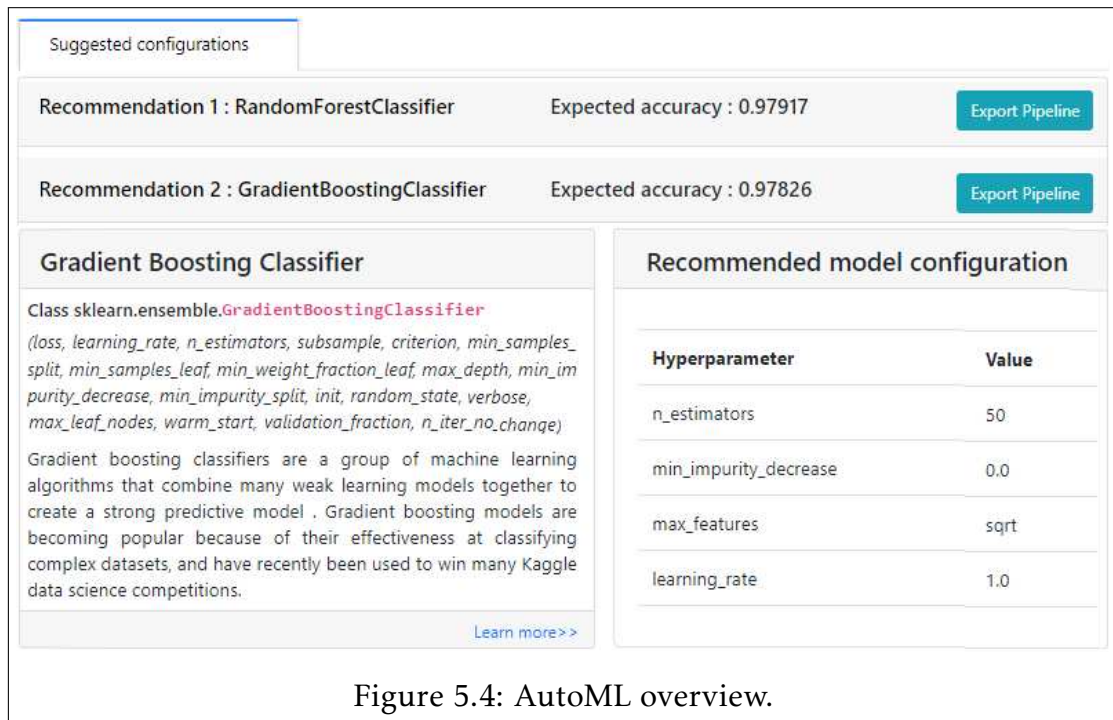 Suggested configurations
Recommendation 1 : RandomForestClassifier Expected accuracy : 0.97917 Export Pipeline
Recommendation 2 : GradientBoostingClassifier Expected accuracy : 0.97826 Export Pipeline
Gradient Boosting Classifier
Class sklearn.ensemble.GradientBoostingClassifier
(loss, learning_rate, n_estimators, subsample, criterion, min_samples_
split, min_samples_leaf, min_weight_fraction_leaf, max_depth, min_im
purity_decrease, min_impurity_split, init, random_state, verbose,
max_leaf_nodes, warm_start, validation_fraction, n_iter_no_change)
Gradient boosting classifiers are a group of machine learning
algorithms that combine many weak learning models together to
create a strong predictive model . Gradient boosting models are
becoming popular because of their effectiveness at classifying
complex datasets, and have recently been used to win many Kaggle
data science competitions.
Learn more>>
Recommended model configuration
Hyperparameter Value
n_estimators 50
min_impurity_decrease 0.0
max_features sqrt
learning_rate 1.0
Figure 5.4: AutoML overview.